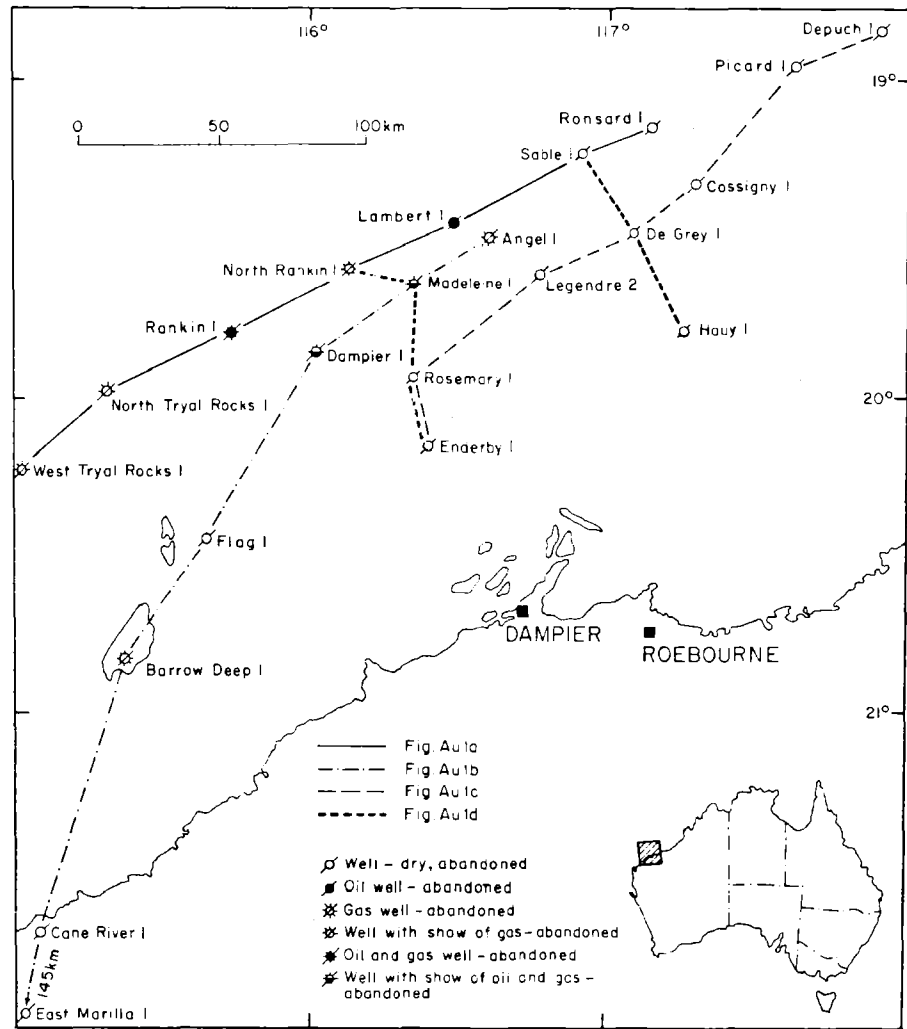 116° 117°
Depuch 1
Picard 1
19°
0 50 100km
Ronsard 1
Sable 1
Cossigny 1
Lambert 1
Angel 1
De Grey 1
North Rankin 1
Madeleine 1
Legendre 2
Rankin 1
Hauy 1
Dampier 1
Rosemary 1
North Tryal Rocks 1
20°
Enderby 1
West Tryal Rocks 1
Flag 1
DAMPIER
ROEBOURNE
Barrow Deep 1
21°
Fig. Au1a
Fig. Au1b
Fig. Au1c
Fig. Au1d
Well – dry, abandoned
Oil well – abandoned
Gas well – abandoned
Well with show of gas – abandoned
Oil and gas well – abandoned
Well with show of oil and gas –
abandoned
Cane River 1
145km
East Marilla 1